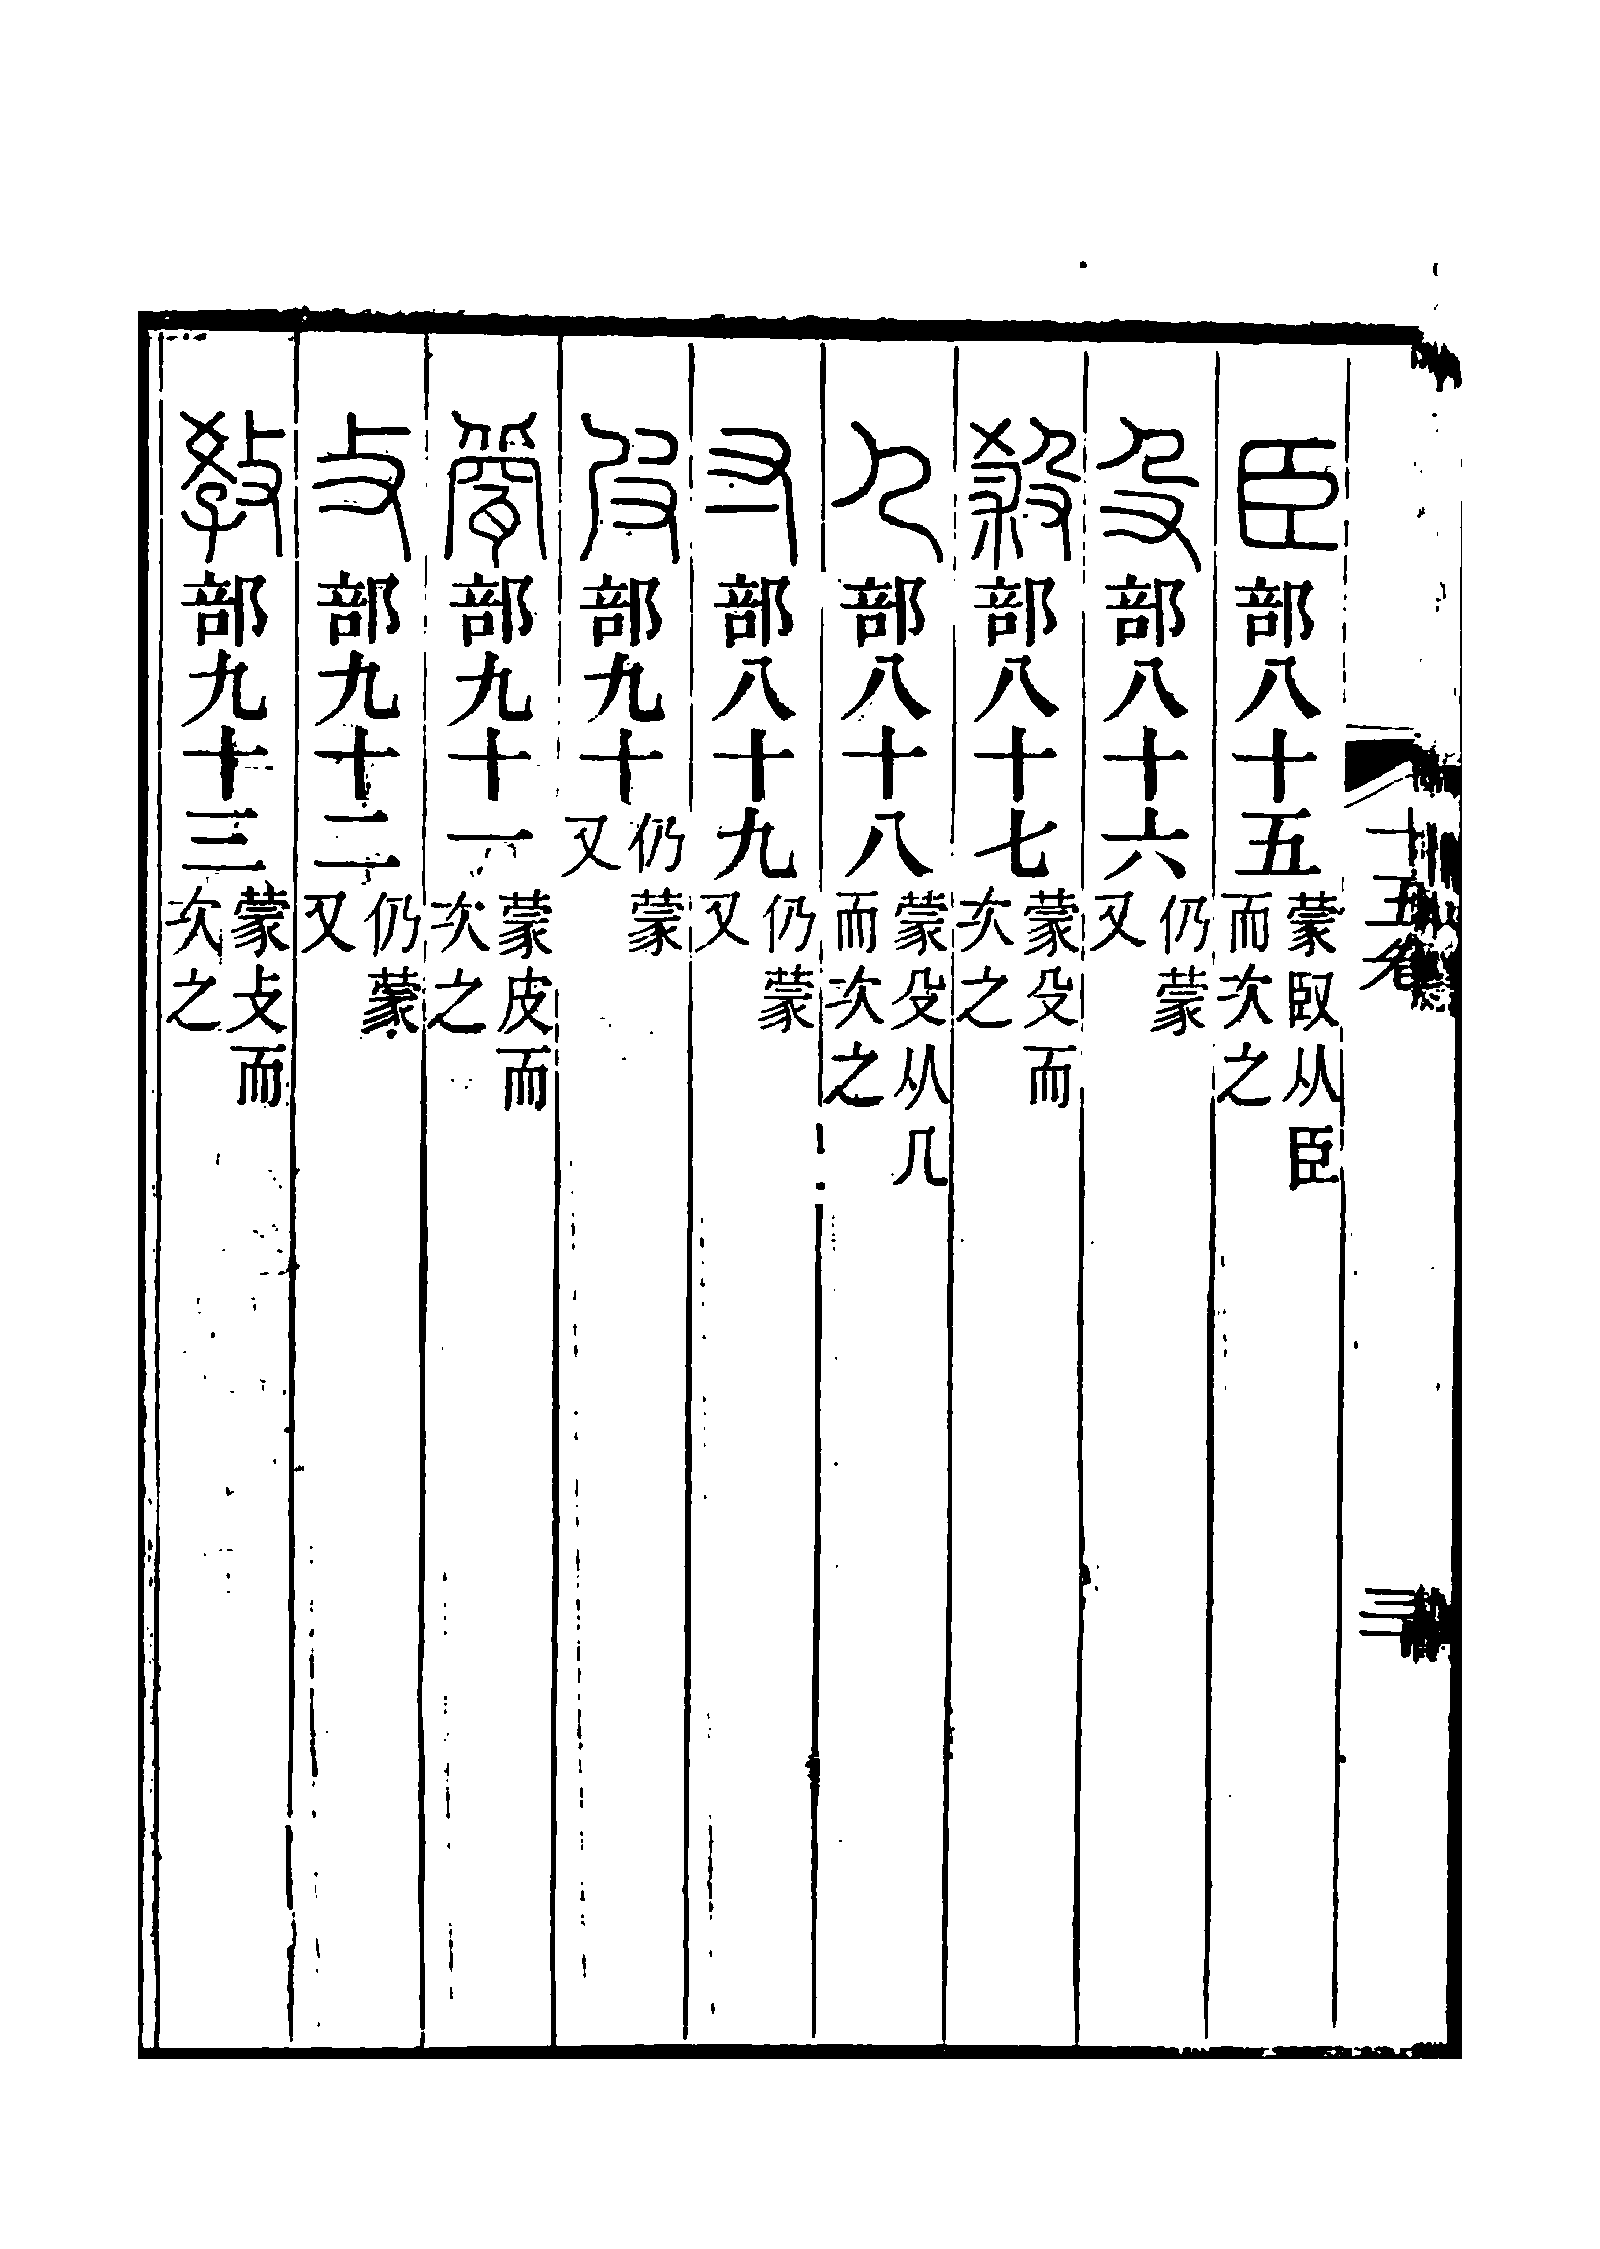 臣部八十五蒙臤从臣而次之
殳部八十六仍蒙又
殺部八十七蒙殳而次之
𠘧部八十八蒙殳从几而次之
寸部八十九仍蒙又
皮部九十仍蒙又
㼱部九十一蒙皮而次之
攴部九十二仍蒙又
教部九十三蒙攴而次之